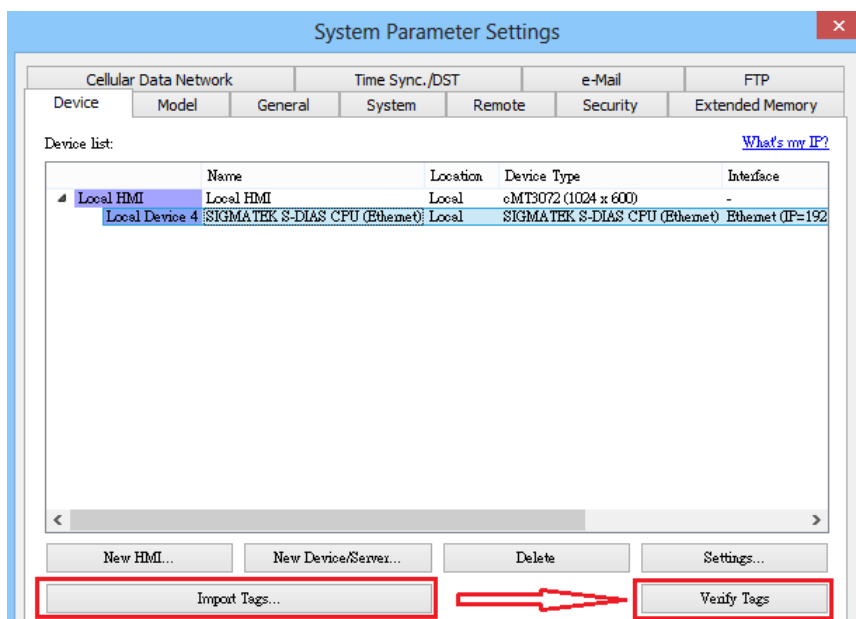 System Parameter Settings
Cellular Data Network Time Sync./DST e-Mail FTP
Device Model General System Remote Security Extended Memory
Device list: What's my IP?
Name Location Device Type Interface
Local HMI Local HMI Local cMT3072 (1024 x 600) -
Local Device 4 SIGMATEK S-DIAS CPU (Ethernet) Local SIGMATEK S-DIAS CPU (Ethernet) Ethernet (IP=192
New HMI... New Device/Server... Delete Settings...
Import Tags... Verify Tags